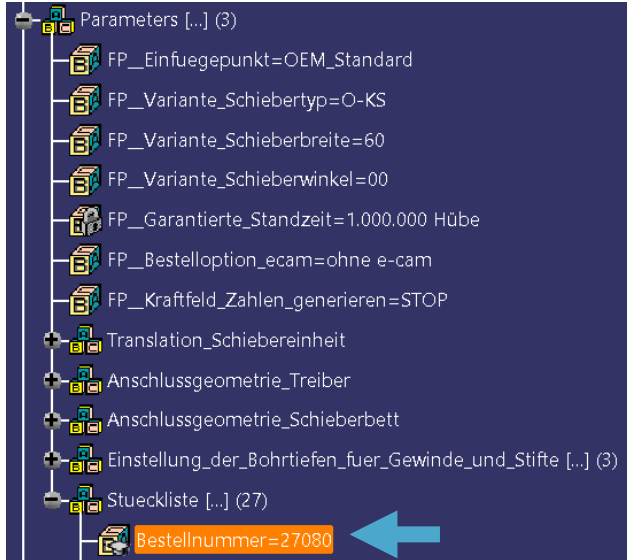 Parameters [...] (3)
FP__Einfuegepunkt=OEM_Standard
FP__Variante_Schiebertyp=O-KS
FP__Variante_Schieberbreite=60
FP__Variante_Schieberwinkel=00
FP__Garantierte_Standzeit=1.000.000 Hübe
FP__Bestelloption_ecam=ohne e-cam
FP__Kraftfeld_Zahlen_generieren=STOP
Translation_Schiebereinheit
Anschlussgeometrie_Treiber
Anschlussgeometrie_Schieberbett
Einstellung_der_Bohrtiefen_fuer_Gewinde_und_Stifte [...] (3)
Stueckliste [...] (27)
Bestellnummer=27080